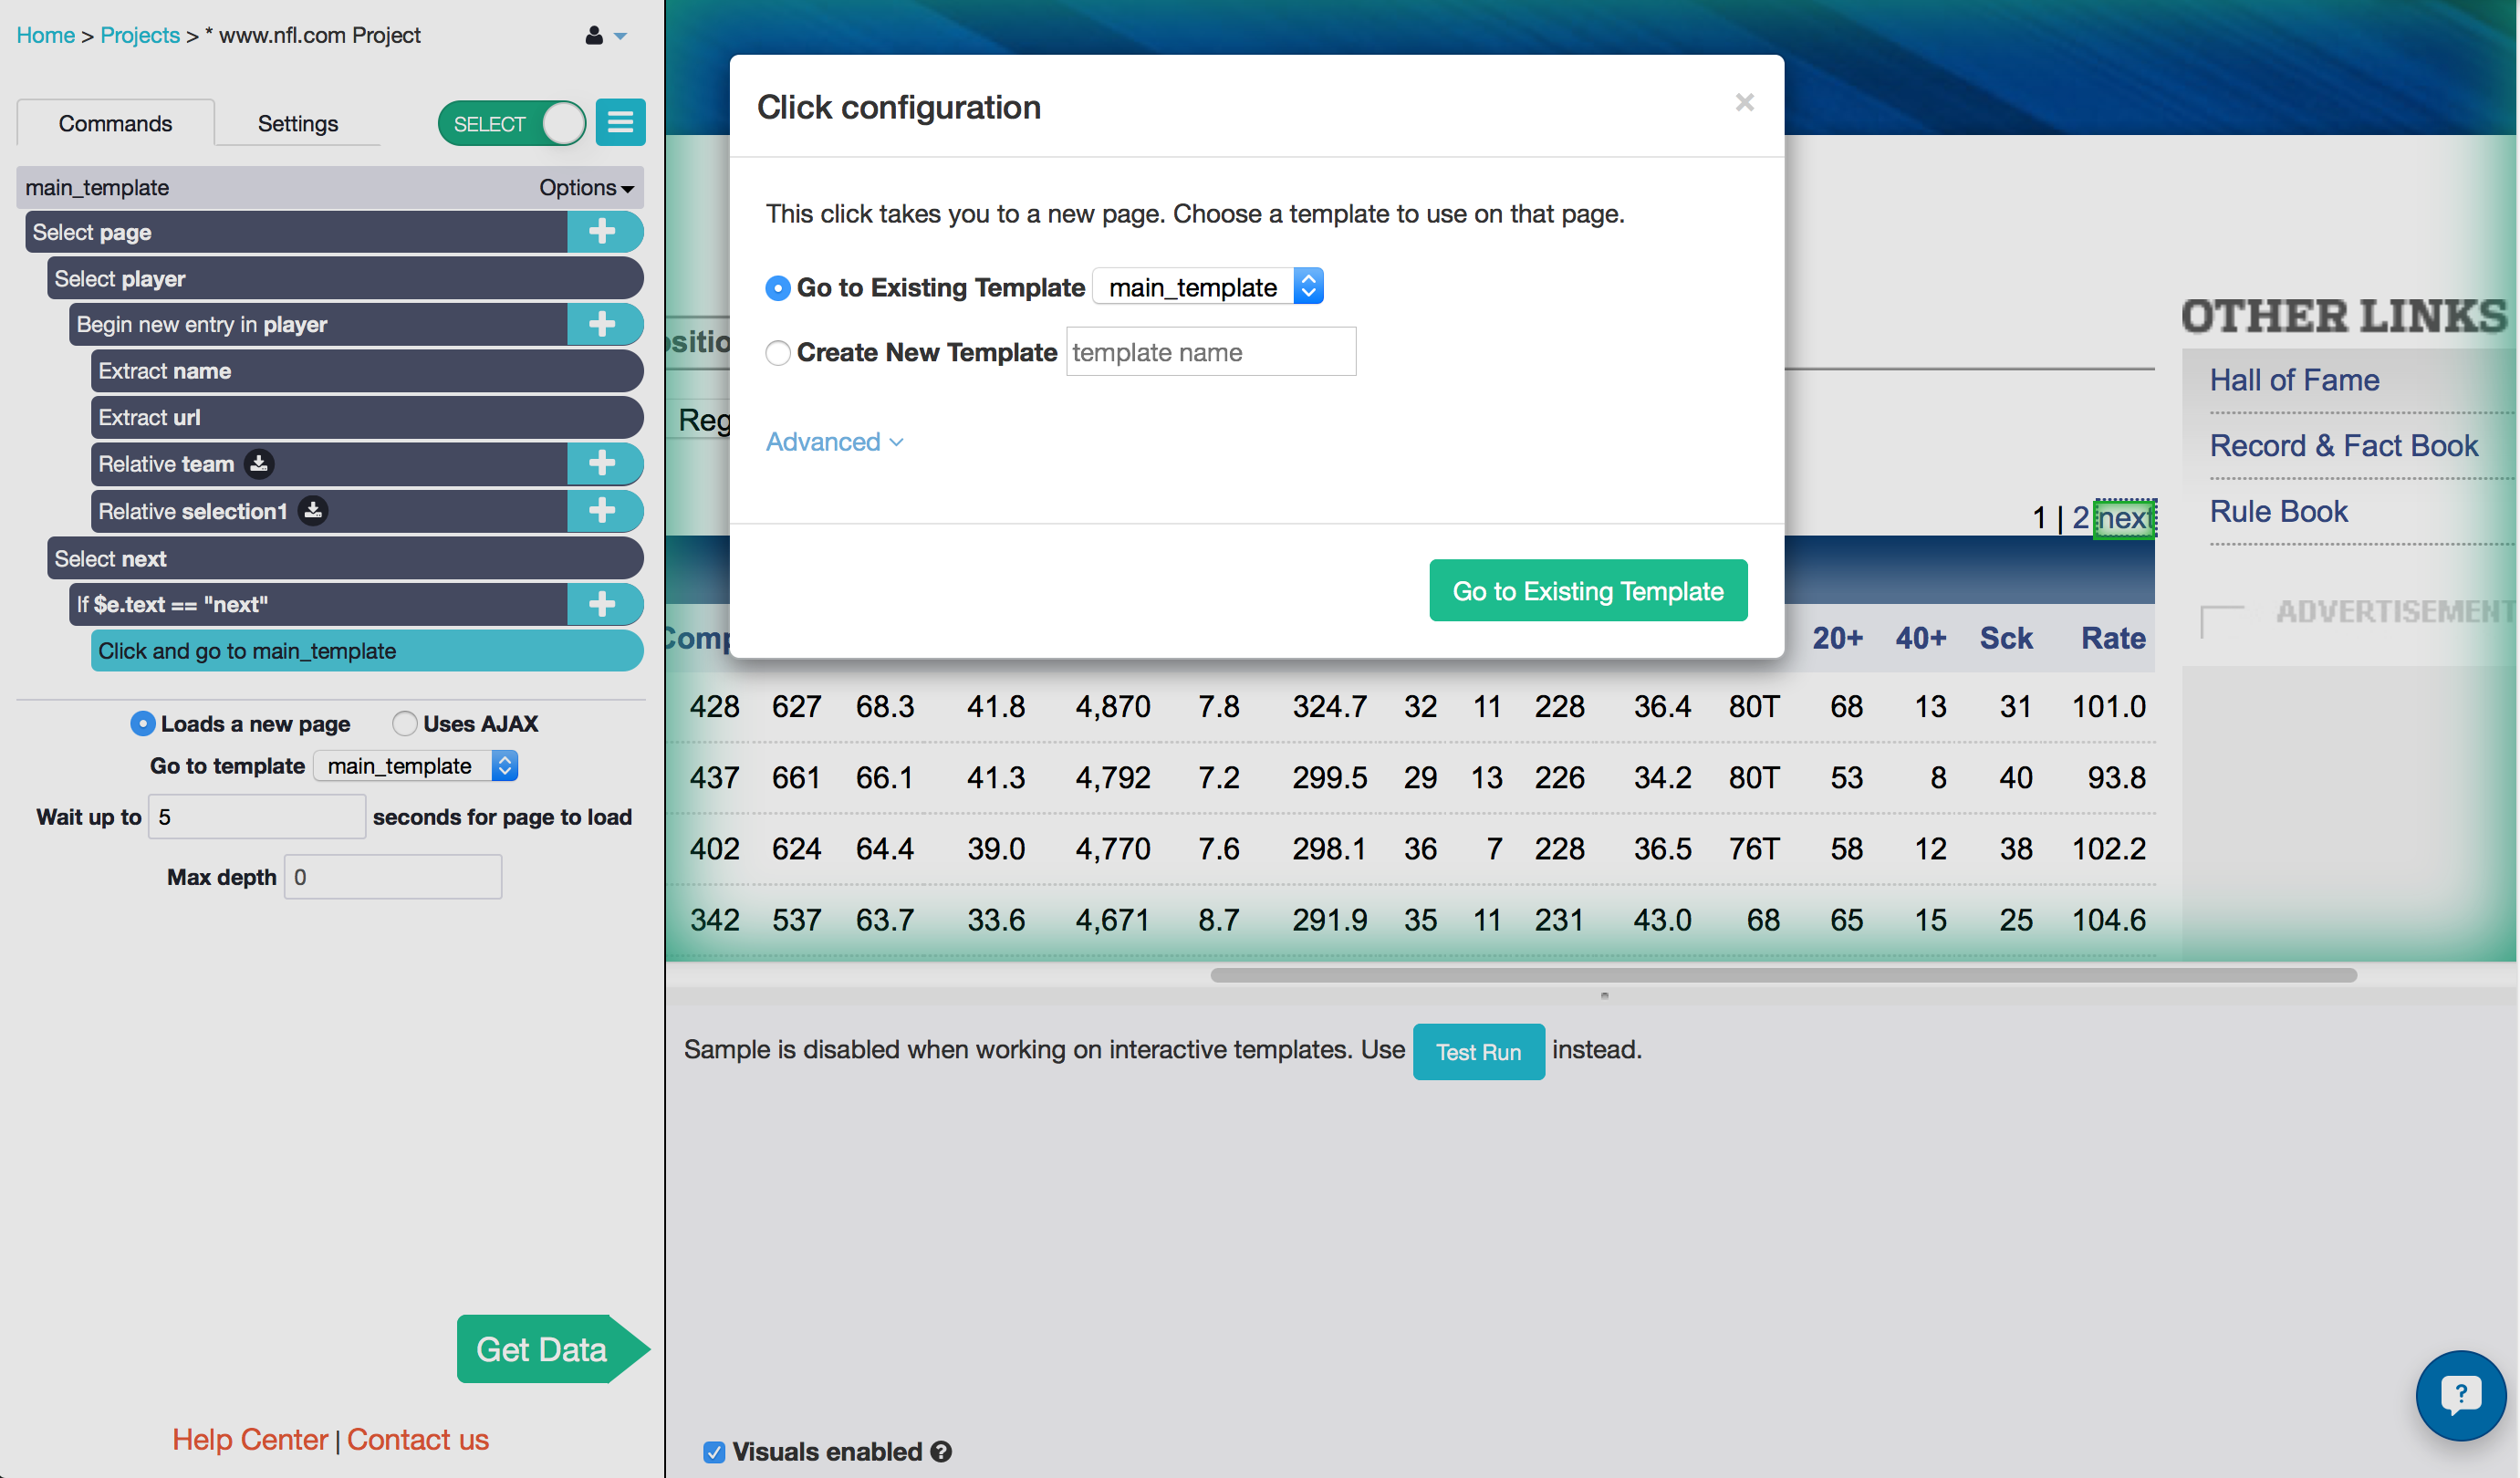 Home > Projects > * www.nfl.com Project
Commands
Settings
SELECT
main_template
Options
Select page
Select player
Begin new entry in player
Extract name
Extract url
Relative team
Relative selection1
Select next
If $e.text == "next"
Click and go to main_template
Loads a new page
Uses AJAX
Go to template main_template
Wait up to 5 seconds for page to load
Max depth 0
Get Data
Help Center | Contact us
Click configuration
×
This click takes you to a new page. Choose a template to use on that page.
Go to Existing Template main_template
Create New Template template name
Advanced
Go to Existing Template
Reg
1 | 2 next
OTHER LINKS
Hall of Fame
Record & Fact Book
Rule Book
ADVERTISEMENT
Comp 20+ 40+ Sck Rate
428 627 68.3 41.8 4,870 7.8 324.7 32 11 228 36.4 80T 68 13 31 101.0
437 661 66.1 41.3 4,792 7.2 299.5 29 13 226 34.2 80T 53 8 40 93.8
402 624 64.4 39.0 4,770 7.6 298.1 36 7 228 36.5 76T 58 12 38 102.2
342 537 63.7 33.6 4,671 8.7 291.9 35 11 231 43.0 68 65 15 25 104.6
Sample is disabled when working on interactive templates. Use Test Run instead.
Visuals enabled ?